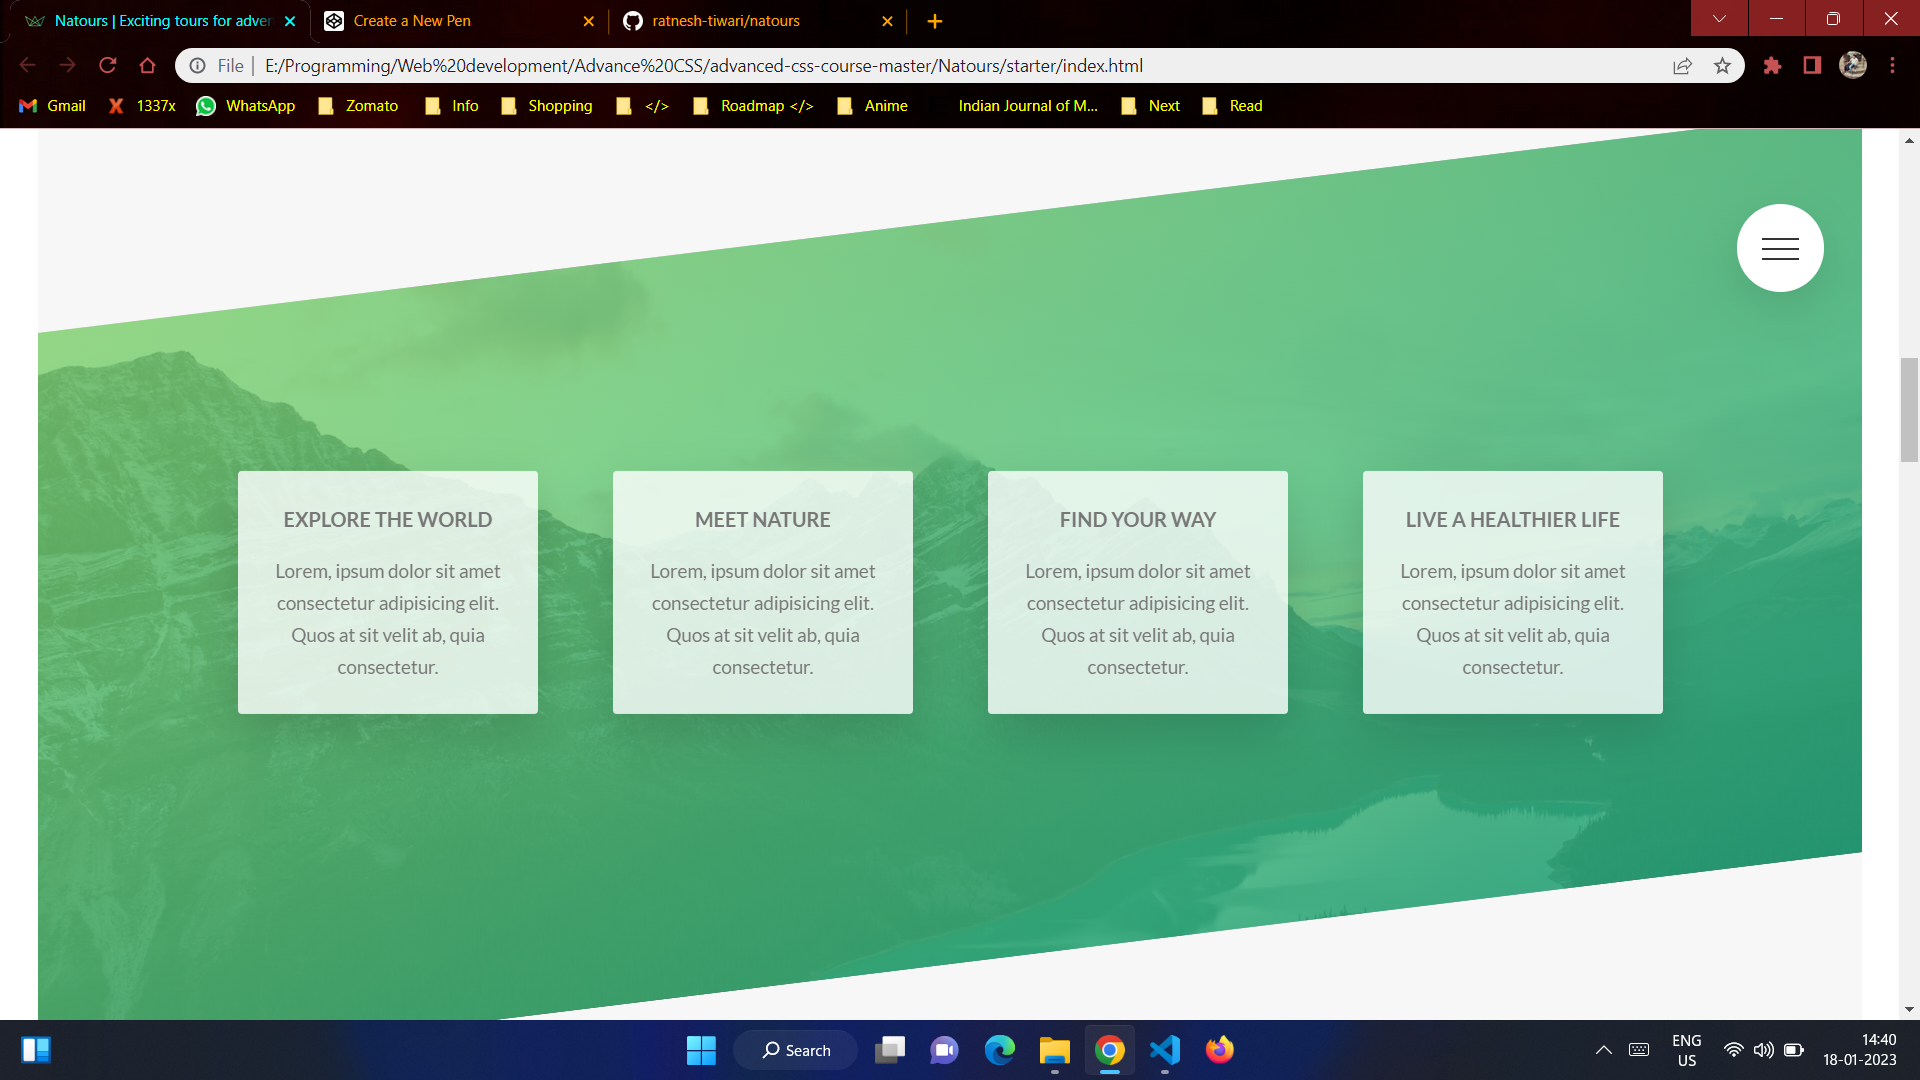 Natours | Exciting tours for adven
Create a New Pen
ratnesh-tiwari/natours
File | E:/Programming/Web%20development/Advance%20CSS/advanced-css-course-master/Natours/starter/index.html
Gmail
1337x
WhatsApp
Zomato
Info
Shopping
</>
Roadmap </>
Anime
Indian Journal of M...
Next
Read
EXPLORE THE WORLD
Lorem, ipsum dolor sit amet
consectetur adipisicing elit.
Quos at sit velit ab, quia
consectetur.
MEET NATURE
Lorem, ipsum dolor sit amet
consectetur adipisicing elit.
Quos at sit velit ab, quia
consectetur.
FIND YOUR WAY
Lorem, ipsum dolor sit amet
consectetur adipisicing elit.
Quos at sit velit ab, quia
consectetur.
LIVE A HEALTHIER LIFE
Lorem, ipsum dolor sit amet
consectetur adipisicing elit.
Quos at sit velit ab, quia
consectetur.
Search
ENG
US
14:40
18-01-2023